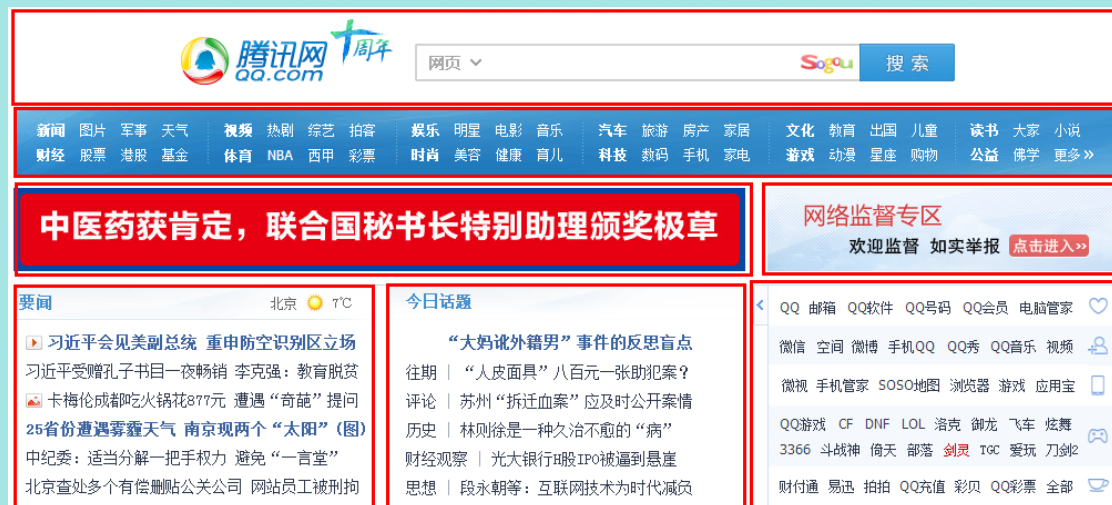 腾讯网 十周年
QQ.com
网页 Sogou 搜索
新闻 图片 军事 天气 视频 热剧 综艺 拍客 娱乐 明星 电影 音乐 汽车 旅游 房产 家居 文化 教育 出国 儿童 读书 大家 小说
财经 股票 港股 基金 体育 NBA 西甲 彩票 时尚 美容 健康 育儿 科技 数码 手机 家电 游戏 动漫 星座 购物 公益 佛学 更多»
中医药获肯定，联合国秘书长特别助理颁奖极草
网络监督专区
欢迎监督 如实举报 点击进入»
要闻 北京 7℃
习近平会见美副总统 重申防空识别区立场
习近平受赠孔子书目一夜畅销 李克强：教育脱贫
卡梅伦成都吃火锅花877元 遭遇“奇葩”提问
25省份遭遇雾霾天气 南京现两个“太阳”(图)
中纪委：适当分解一把手权力 避免“一言堂”
北京查处多个有偿删贴公关公司 网站员工被刑拘
今日话题
“大妈讹外籍男”事件的反思盲点
往期｜“人皮面具”八百元一张助犯案？
评论｜苏州“拆迁血案”应及时公开案情
历史｜林则徐是一种久治不愈的“病”
财经观察｜光大银行H股IPO被逼到悬崖
思想｜段永朝等：互联网技术为时代减负
QQ 邮箱 QQ软件 QQ号码 QQ会员 电脑管家
微信 空间 微博 手机QQ QQ秀 QQ音乐 视频
微视 手机管家 SOSO地图 浏览器 游戏 应用宝
QQ游戏 CF DNF LOL 洛克 御龙 飞车 炫舞
3366 斗战神 倚天 部落 剑灵 TGC 爱玩 刀剑2
财付通 易迅 拍拍 QQ充值 彩贝 QQ彩票 全部